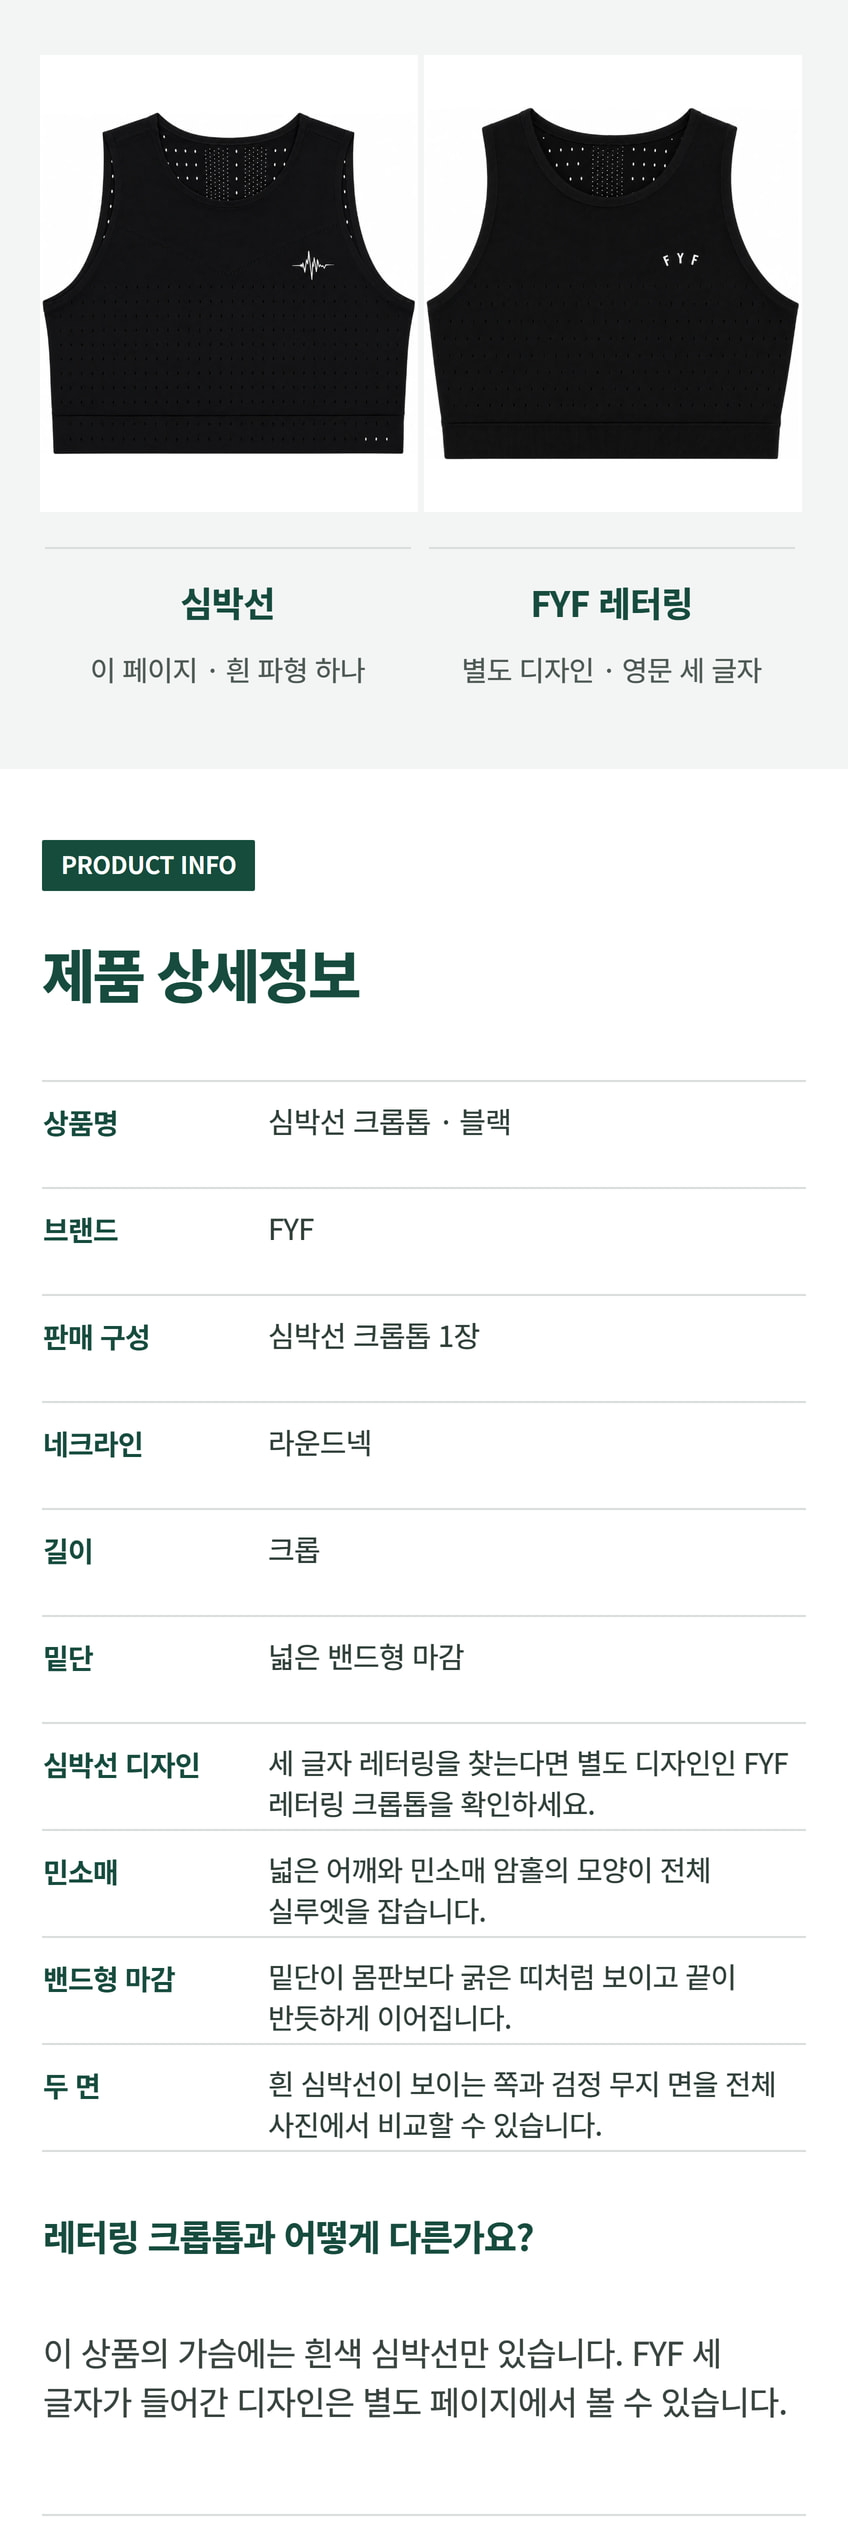 FYF
심박선
이 페이지 · 흰 파형 하나
FYF 레터링
별도 디자인 · 영문 세 글자
PRODUCT INFO
제품 상세정보
상품명
심박선 크롭톱 · 블랙
브랜드
FYF
판매 구성
심박선 크롭톱 1장
네크라인
라운드넥
길이
크롭
밑단
넓은 밴드형 마감
심박선 디자인
세 글자 레터링을 찾는다면 별도 디자인인 FYF
레터링 크롭톱을 확인하세요.
민소매
넓은 어깨와 민소매 암홀의 모양이 전체
실루엣을 잡습니다.
밴드형 마감
밑단이 몸판보다 굵은 띠처럼 보이고 끝이
반듯하게 이어집니다.
두 면
흰 심박선이 보이는 쪽과 검정 무지 면을 전체
사진에서 비교할 수 있습니다.
레터링 크롭톱과 어떻게 다른가요?
이 상품의 가슴에는 흰색 심박선만 있습니다. FYF 세
글자가 들어간 디자인은 별도 페이지에서 볼 수 있습니다.